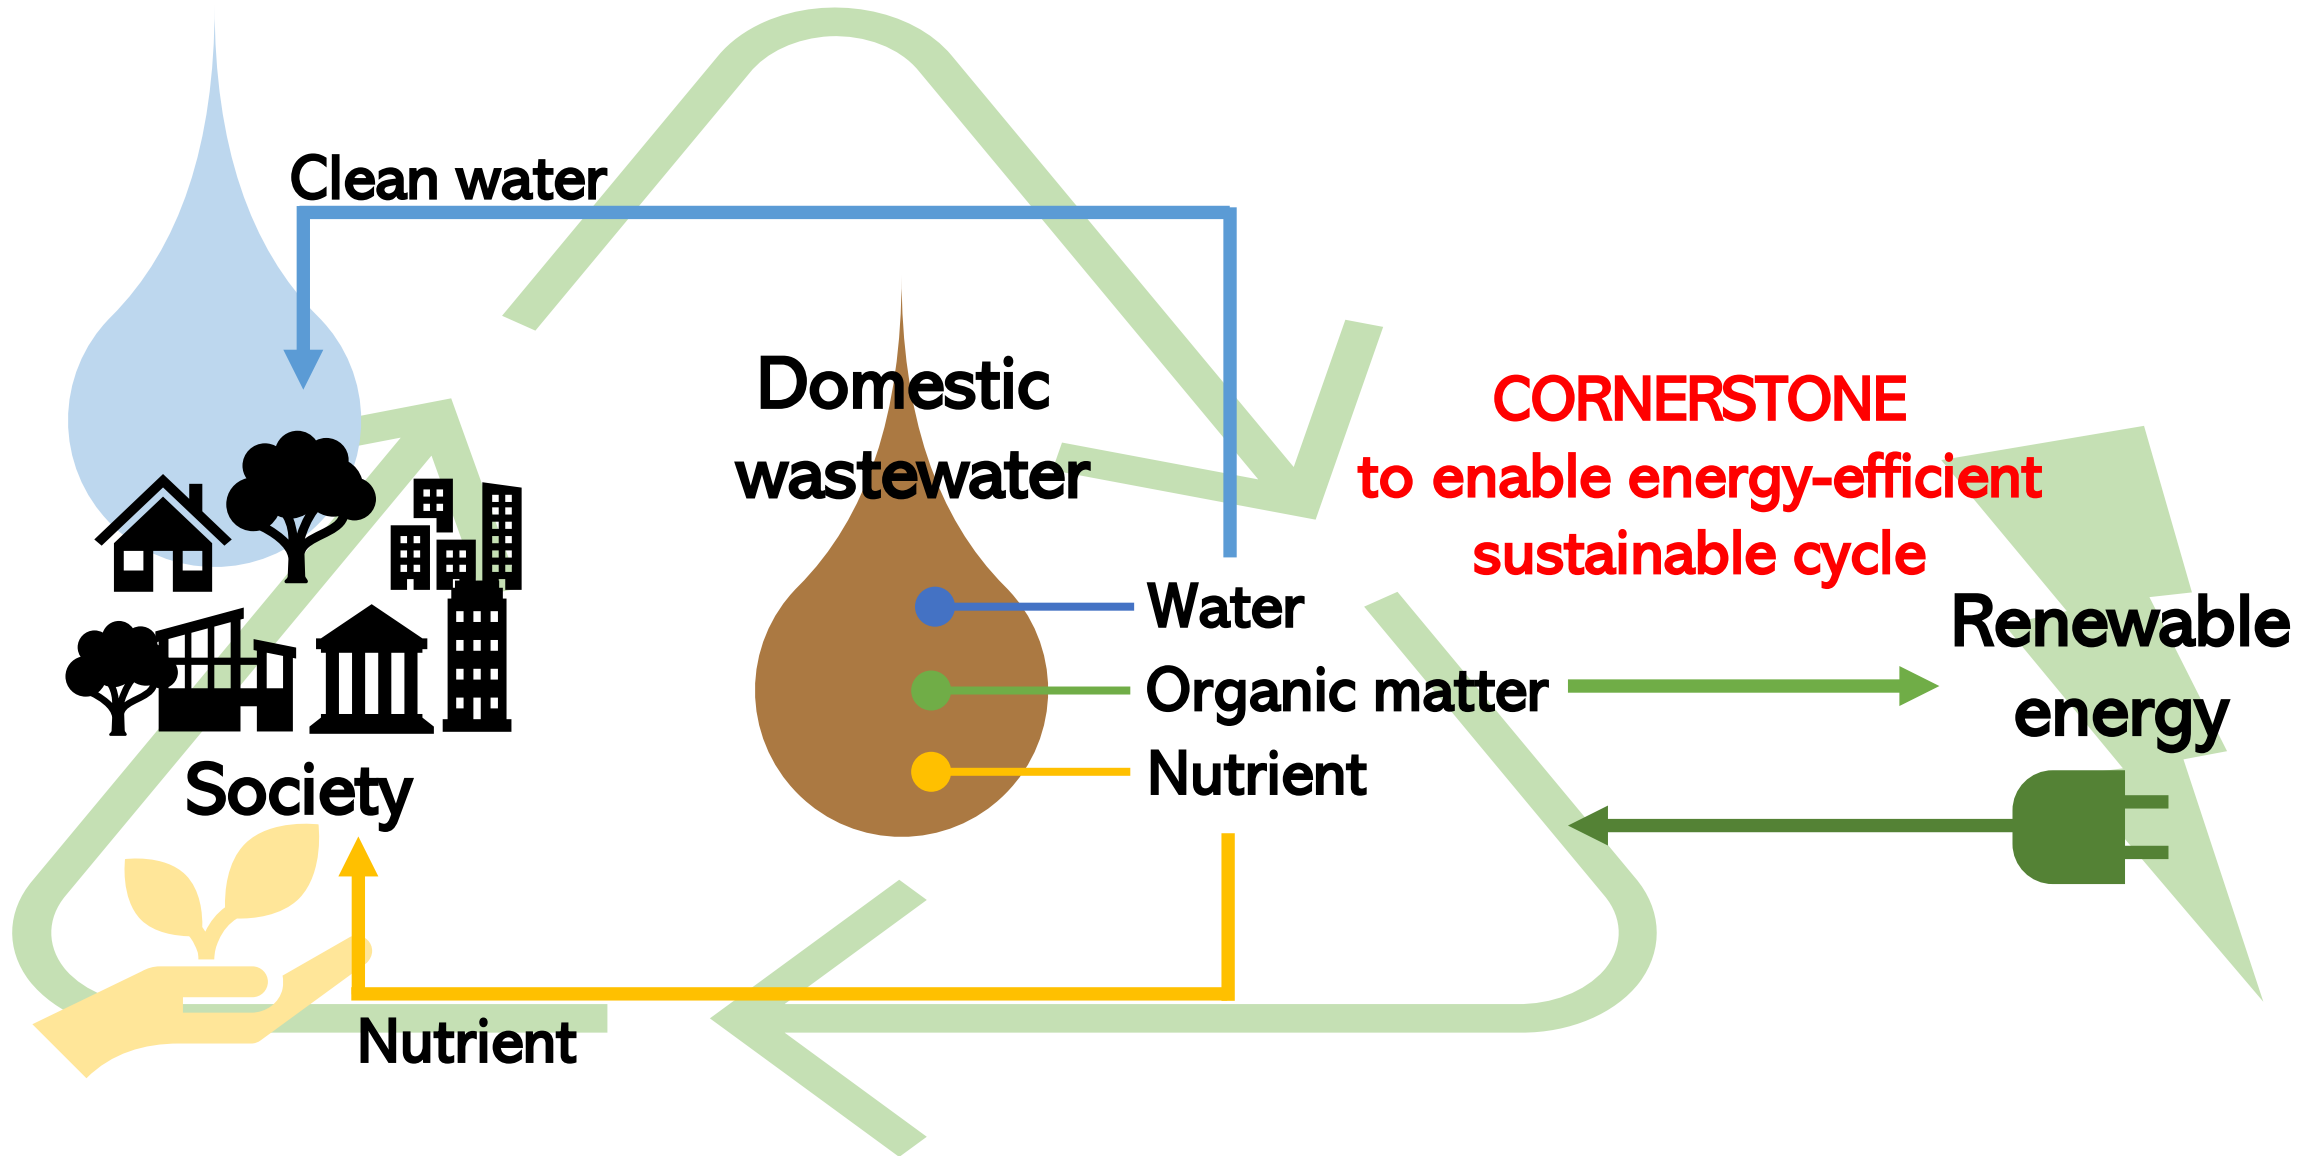 Clean water
Domestic
wastewater
CORNERSTONE
to enable energy-efficient
sustainable cycle
Water
Organic matter
Nutrient
Renewable
energy
Society
Nutrient